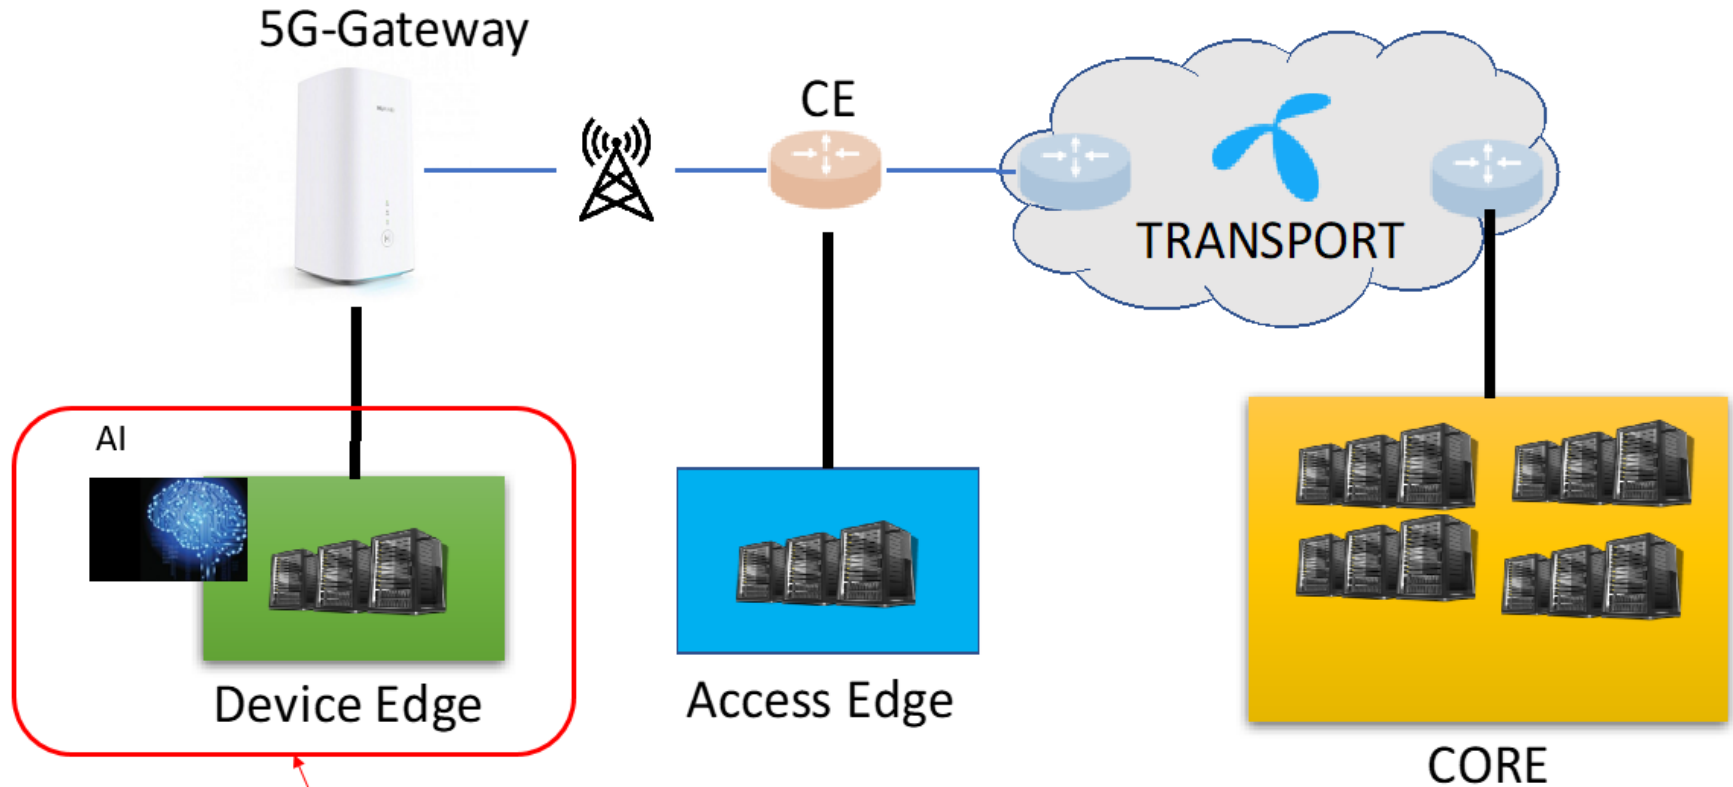 5G-Gateway
CE
TRANSPORT
AI
Device Edge
Access Edge
CORE